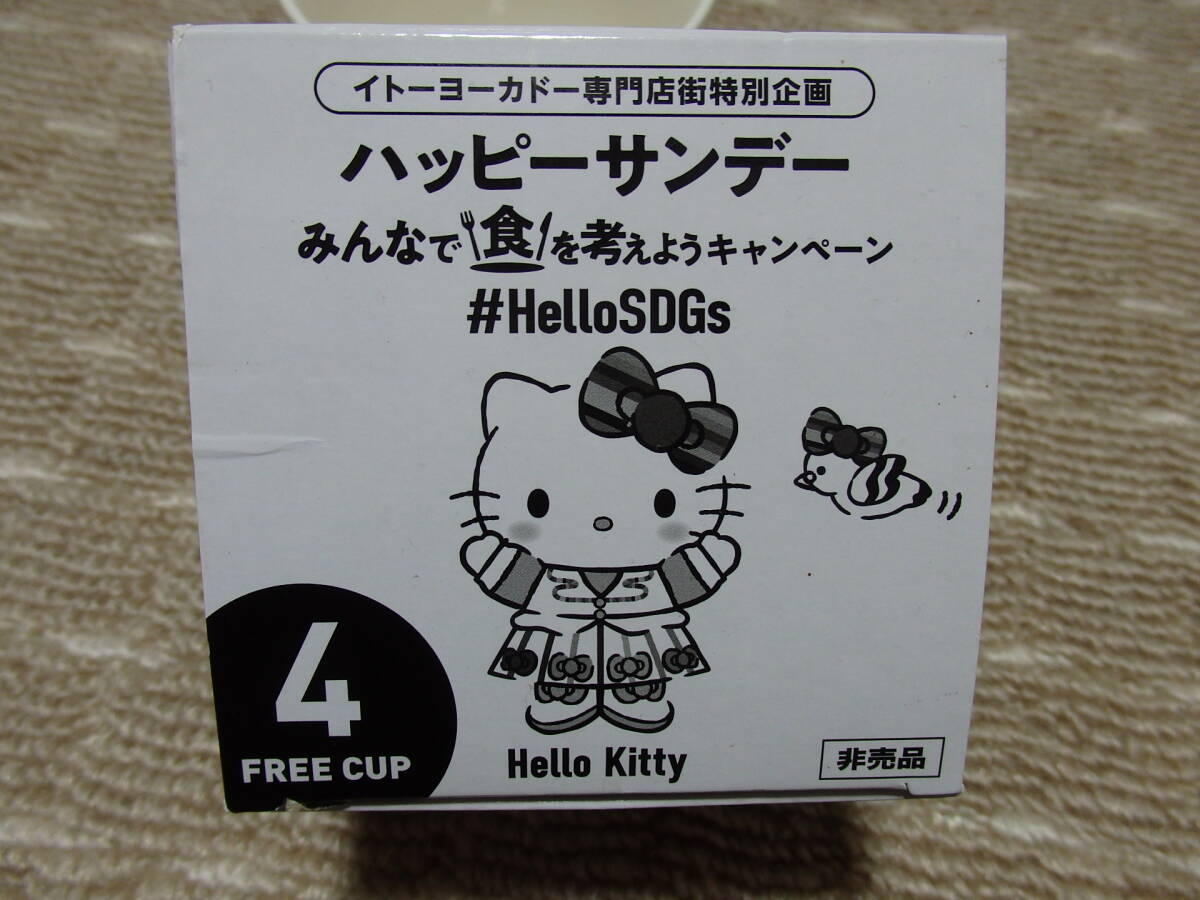 イトーヨーカドー専門店街特別企画
ハッピーサンデー
みんなで食を考えようキャンペーン
#HelloSDGs
4
FREE CUP
Hello Kitty
非売品